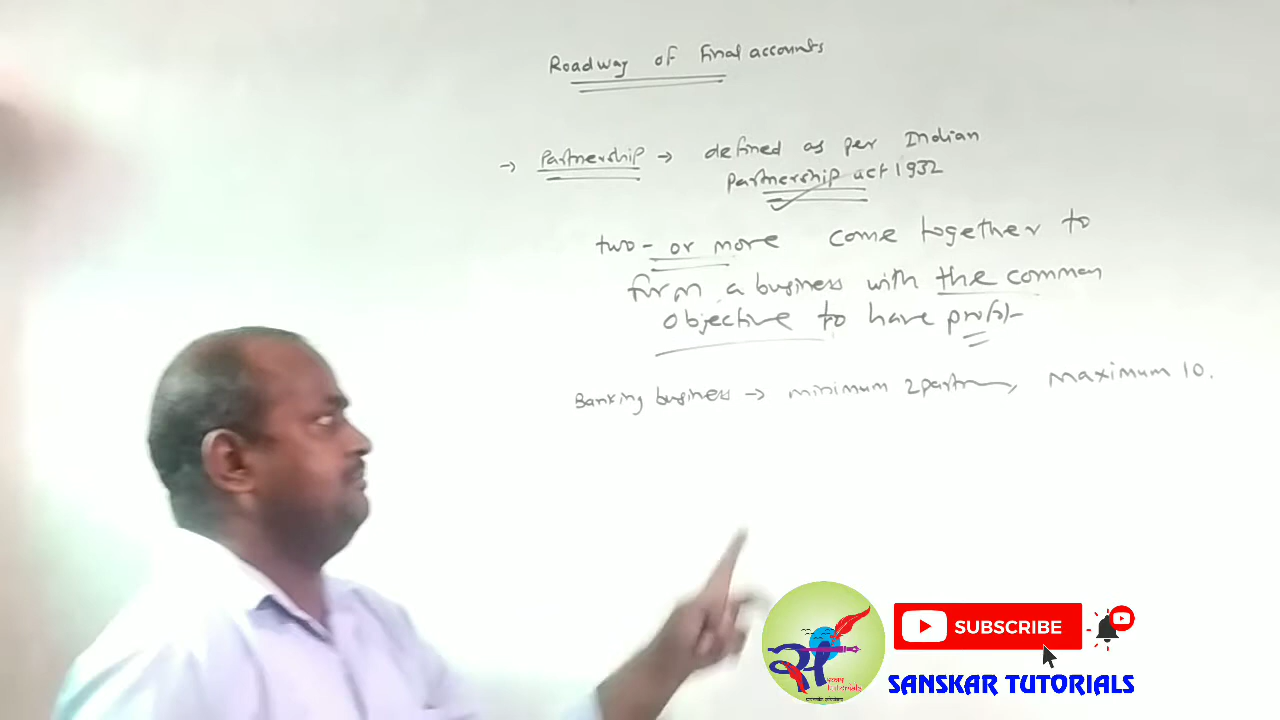 Roadway of Final accounts
→ Partnership → defined as per Indian
Partnership act 1932
two - or more come together to
form a business with the common
objective to have profit
Banking business → minimum 2 partner, Maximum 10.
SUBSCRIBE
SANSKAR TUTORIALS